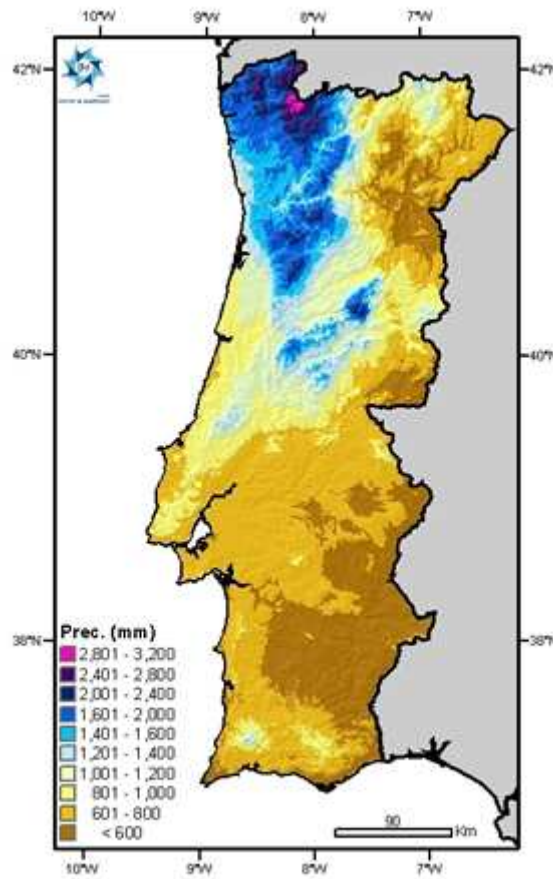 10°W 9°W 8°W 7°W
42°N 42°N
40°N 40°N
38°N 38°N
Prec. (mm)
2,801 - 3,200
2,401 - 2,800
2,001 - 2,400
1,601 - 2,000
1,401 - 1,600
1,201 - 1,400
1,001 - 1,200
801 - 1,000
601 - 800
< 600
90
Km
10°W 9°W 8°W 7°W